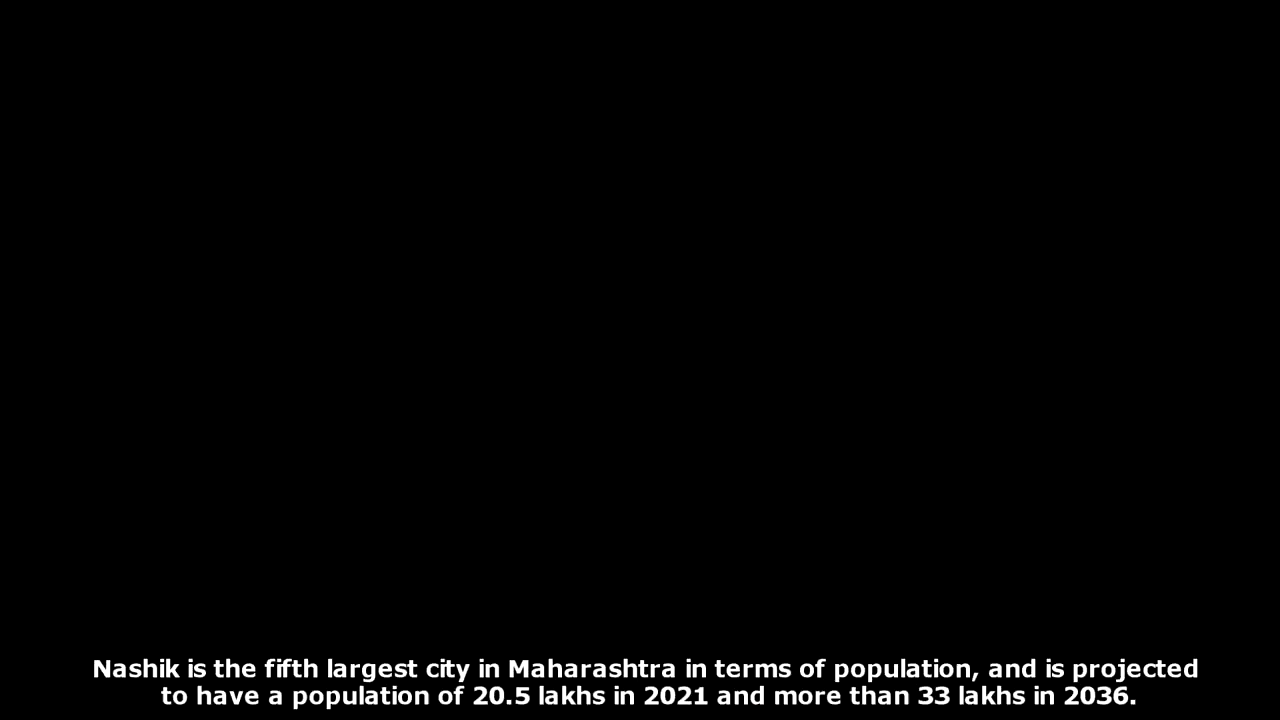 Nashik is the fifth largest city in Maharashtra in terms of population, and is projected
to have a population of 20.5 lakhs in 2021 and more than 33 lakhs in 2036.